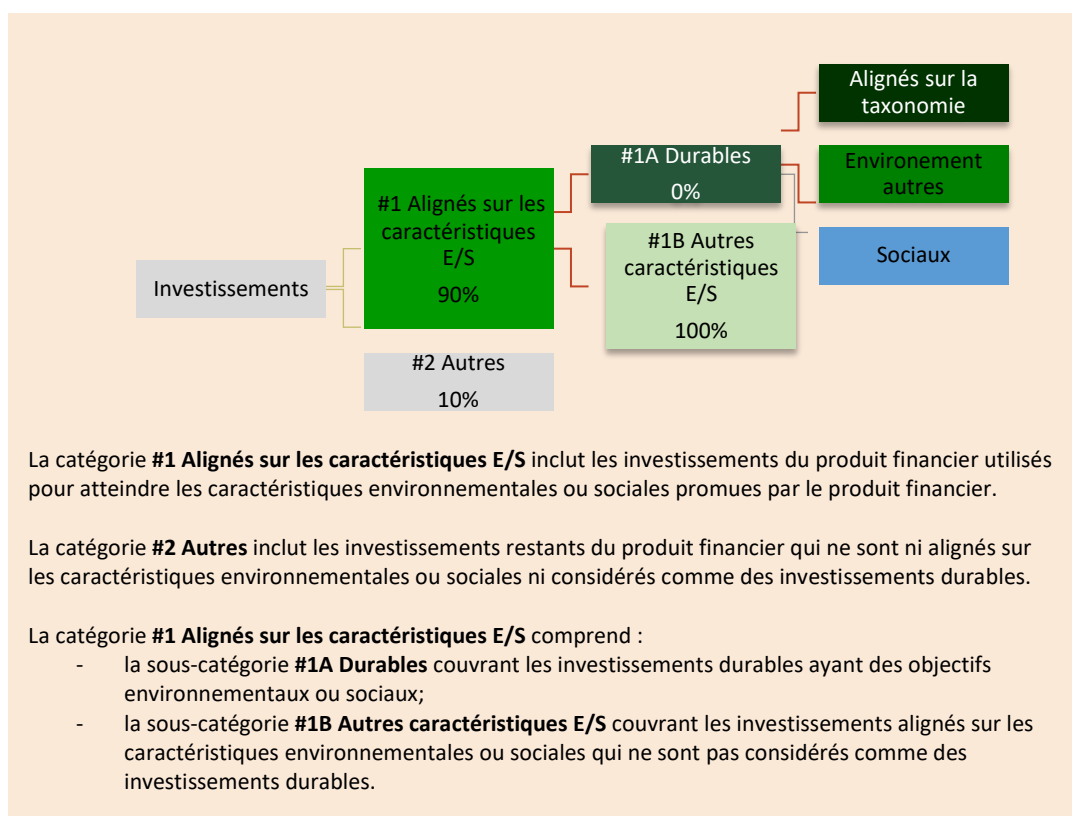 Alignés sur la
taxonomie
#1A Durables
0%
Environement
autres
#1 Alignés sur les
caractéristiques
E/S
90%
#1B Autres
caractéristiques
E/S
100%
Sociaux
Investissements
#2 Autres
10%
La catégorie #1 Alignés sur les caractéristiques E/S inclut les investissements du produit financier utilisés
pour atteindre les caractéristiques environnementales ou sociales promues par le produit financier.
La catégorie #2 Autres inclut les investissements restants du produit financier qui ne sont ni alignés sur
les caractéristiques environnementales ou sociales ni considérés comme des investissements durables.
La catégorie #1 Alignés sur les caractéristiques E/S comprend :
- la sous-catégorie #1A Durables couvrant les investissements durables ayant des objectifs
environnementaux ou sociaux;
- la sous-catégorie #1B Autres caractéristiques E/S couvrant les investissements alignés sur les
caractéristiques environnementales ou sociales qui ne sont pas considérés comme des
investissements durables.